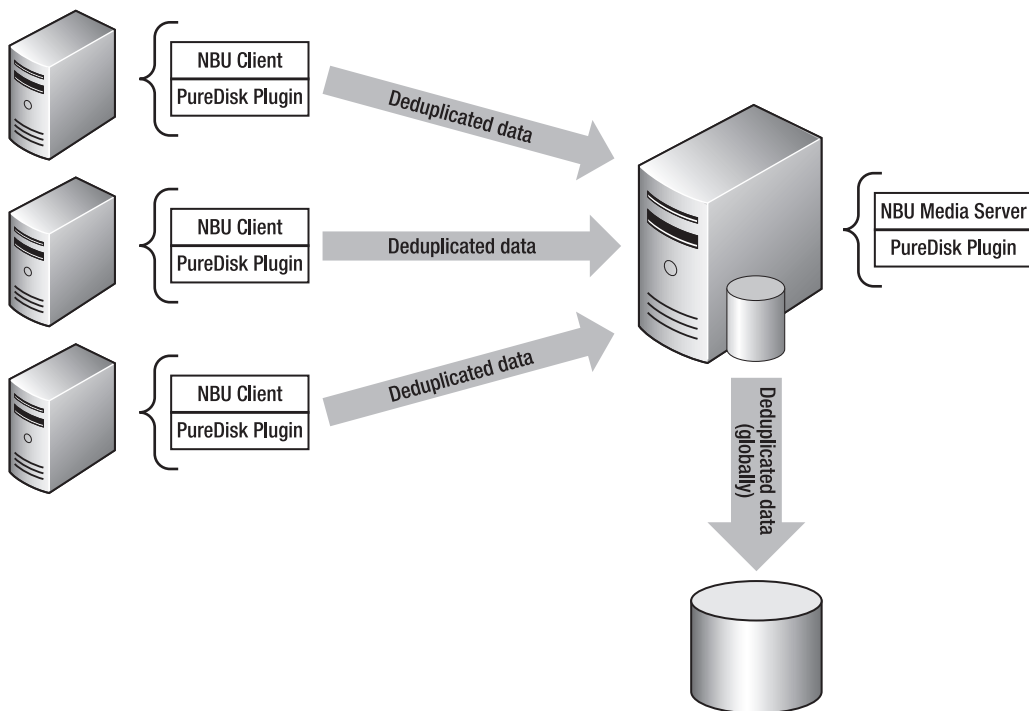 NBU Client
PureDisk Plugin
Deduplicated data
NBU Client
PureDisk Plugin
Deduplicated data
NBU Client
PureDisk Plugin
Deduplicated data
NBU Media Server
PureDisk Plugin
Deduplicated data
(globally)